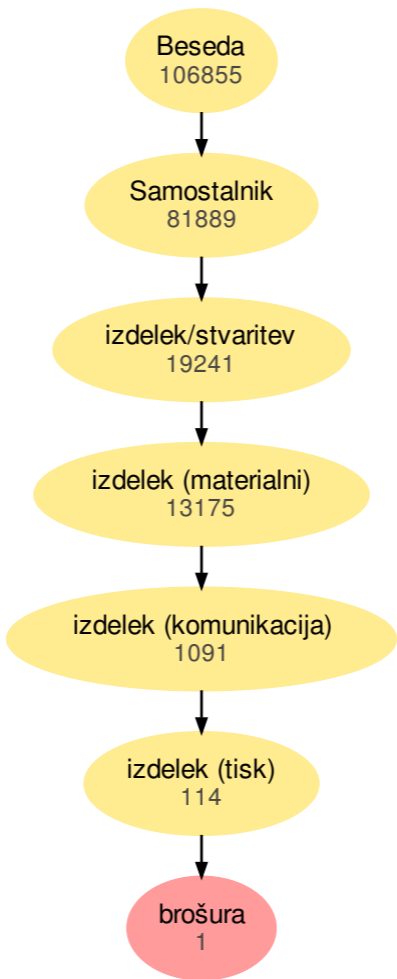 Beseda
106855
Samostalnik
81889
izdelek/stvaritev
19241
izdelek (materialni)
13175
izdelek (komunikacija)
1091
izdelek (tisk)
114
brošura
1